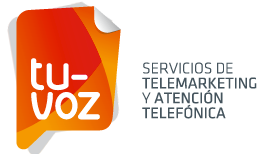 tu-
voz
SERVICIOS DE
TELEMARKETING
Y ATENCIÓN
TELEFÓNICA